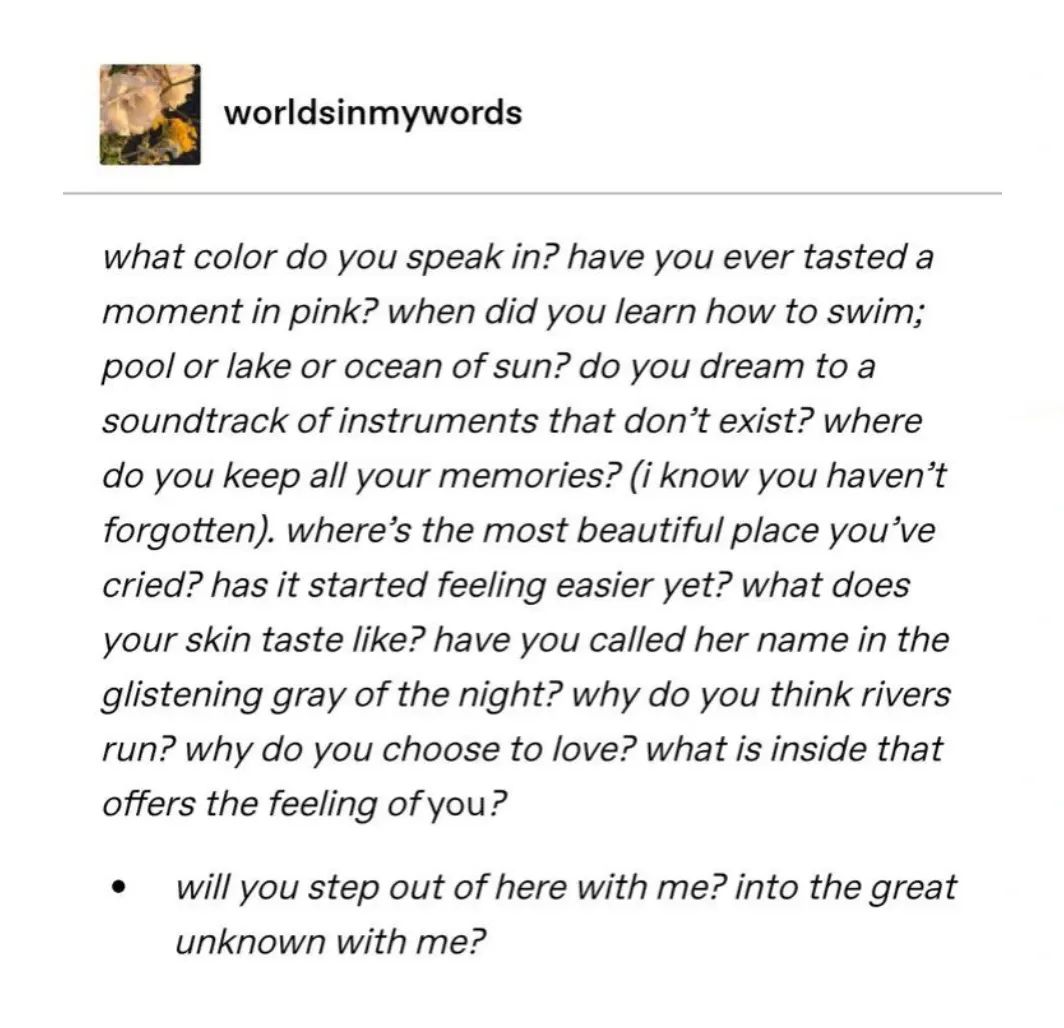 worldsinmywords
what color do you speak in? have you ever tasted a
moment in pink? when did you learn how to swim;
pool or lake or ocean of sun? do you dream to a
soundtrack of instruments that don’t exist? where
do you keep all your memories? (i know you haven’t
forgotten). where’s the most beautiful place you’ve
cried? has it started feeling easier yet? what does
your skin taste like? have you called her name in the
glistening gray of the night? why do you think rivers
run? why do you choose to love? what is inside that
offers the feeling of you?
• will you step out of here with me? into the great
unknown with me?